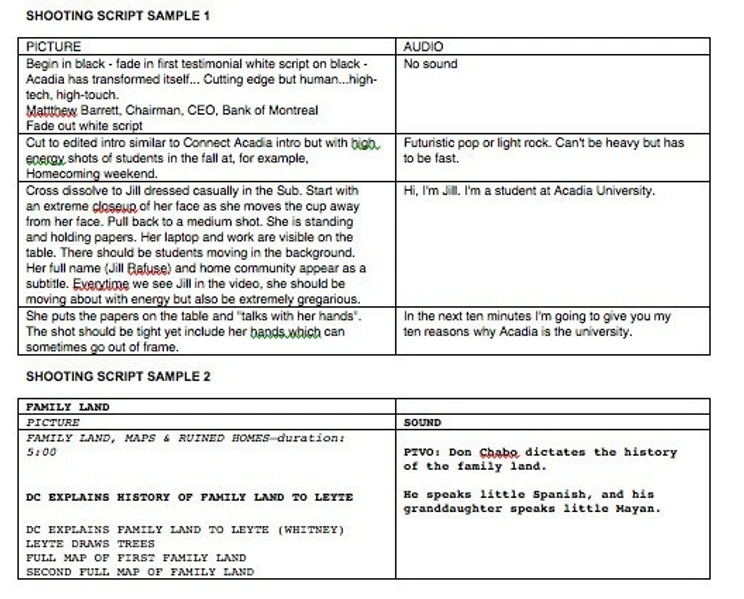 SHOOTING SCRIPT SAMPLE 1
PICTURE
AUDIO
Begin in black - fade in first testimonial white script on black -
Acadia has transformed itself... Cutting edge but human...high-
tech, high-touch.
Mattthew Barrett, Chairman, CEO, Bank of Montreal
Fade out white script
No sound
Cut to edited intro similar to Connect Acadia intro but with high
energy shots of students in the fall at, for example,
Homecoming weekend.
Futuristic pop or light rock. Can't be heavy but has
to be fast.
Cross dissolve to Jill dressed casually in the Sub. Start with
an extreme closeup of her face as she moves the cup away
from her face. Pull back to a medium shot. She is standing
and holding papers. Her laptop and work are visible on the
table. There should be students moving in the background.
Her full name (Jill Rafuse) and home community appear as a
subtitle. Everytime we see Jill in the video, she should be
moving about with energy but also be extremely gregarious.
Hi, I'm Jill. I'm a student at Acadia University.
She puts the papers on the table and "talks with her hands".
The shot should be tight yet include her hands which can
sometimes go out of frame.
In the next ten minutes I'm going to give you my
ten reasons why Acadia is the university.
SHOOTING SCRIPT SAMPLE 2
FAMILY LAND
PICTURE
SOUND
FAMILY LAND, MAPS & RUINED HOMES—duration:
5:00
DC EXPLAINS HISTORY OF FAMILY LAND TO LEYTE
DC EXPLAINS FAMILY LAND TO LEYTE (WHITNEY)
LEYTE DRAWS TREES
FULL MAP OF FIRST FAMILY LAND
SECOND FULL MAP OF FAMILY LAND
PTVO: Don Chabo dictates the history
of the family land.
He speaks little Spanish, and his
granddaughter speaks little Mayan.